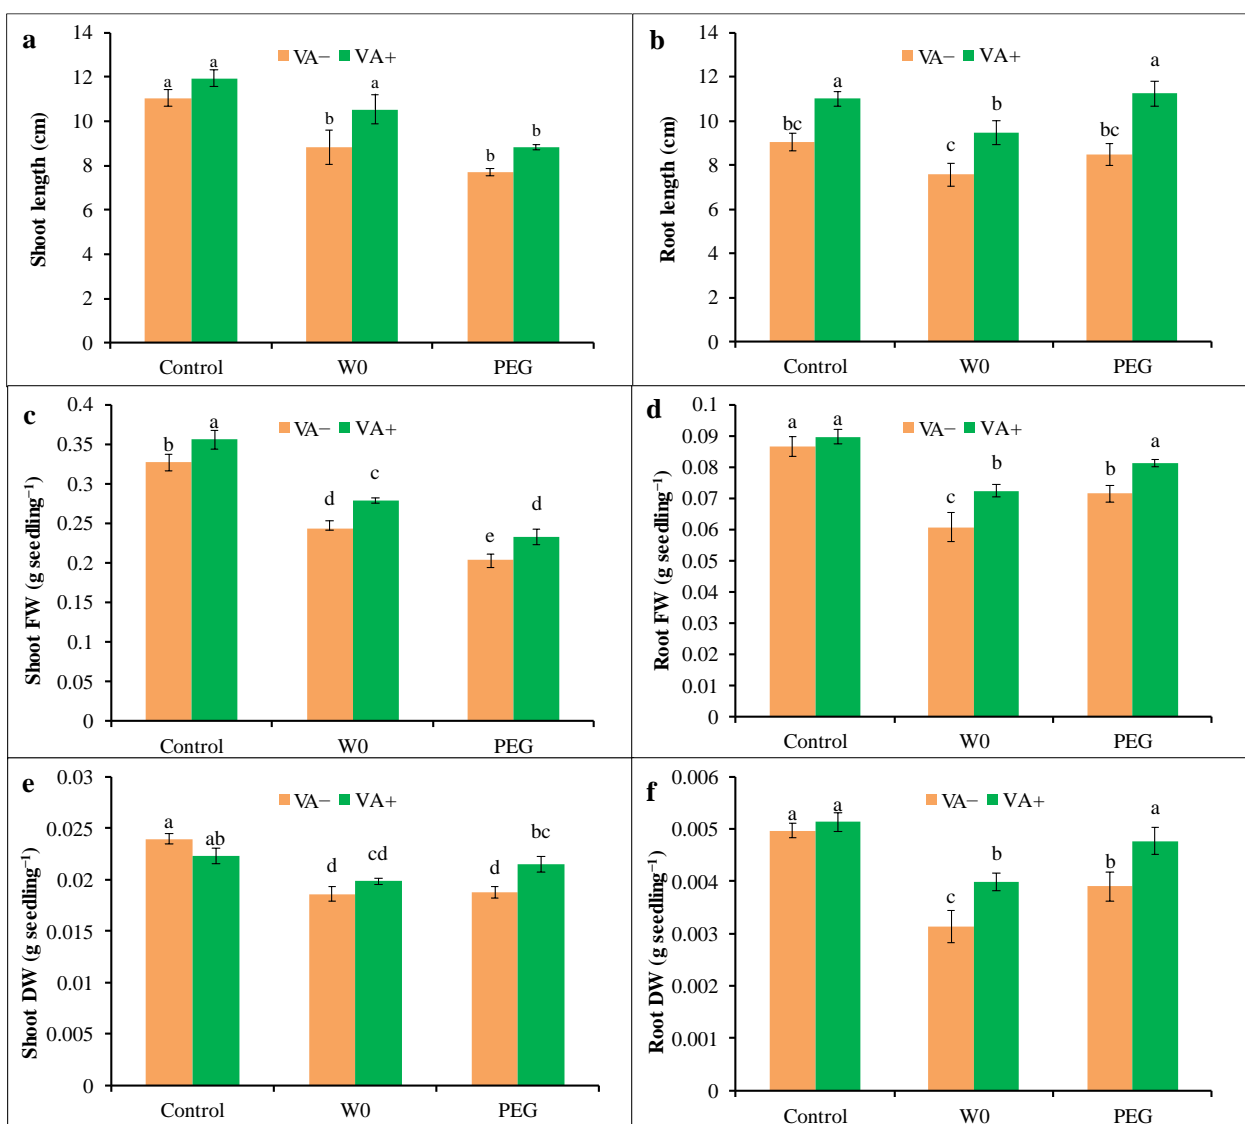 a
VA− VA+
Shoot length (cm)
14
12
10
8
6
4
2
0
a a b a b b
Control W0 PEG
b
VA− VA+
Root length (cm)
14
12
10
8
6
4
2
0
bc a c b bc a
Control W0 PEG
c
VA− VA+
Shoot FW (g seedling⁻¹)
0.4
0.35
0.3
0.25
0.2
0.15
0.1
0.05
0
b a d c e d
Control W0 PEG
d
VA− VA+
Root FW (g seedling⁻¹)
0.1
0.09
0.08
0.07
0.06
0.05
0.04
0.03
0.02
0.01
0
a a c b b a
Control W0 PEG
e
VA− VA+
Shoot DW (g seedling⁻¹)
0.03
0.025
0.02
0.015
0.01
0.005
0
a ab d cd d bc
Control W0 PEG
f
VA− VA+
Root DW (g seedling⁻¹)
0.006
0.005
0.004
0.003
0.002
0.001
0
a a c b b a
Control W0 PEG